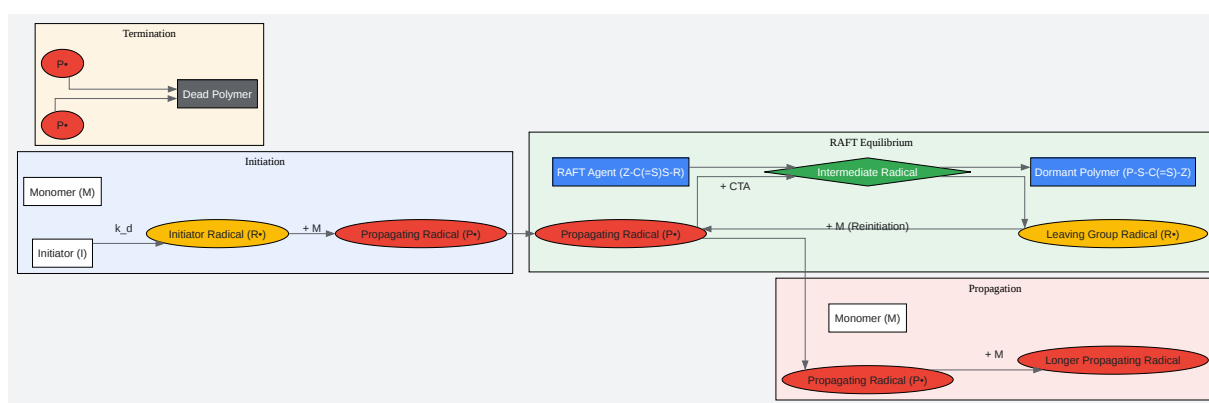 Termination
P•
Dead Polymer
P•
Initiation
Monomer (M)
k_d
Initiator (I)
Initiator Radical (R•)
+ M
Propagating Radical (P•)
RAFT Equilibrium
RAFT Agent (Z-C(=S)S-R)
Intermediate Radical
Dormant Polymer (P-S-C(=S)-Z)
+ CTA
Propagating Radical (P•)
+ M (Reinitiation)
Leaving Group Radical (R•)
Propagation
Monomer (M)
+ M
Longer Propagating Radical
Propagating Radical (P•)